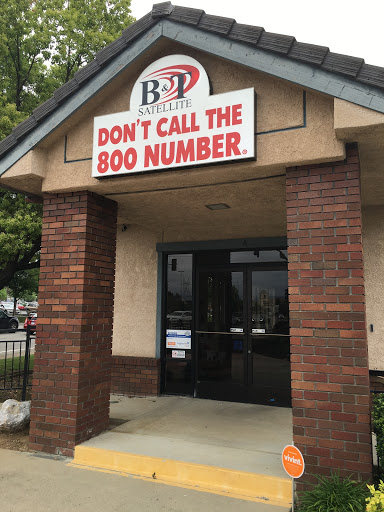 B&T
SATELLITE
DON'T CALL THE
800 NUMBER®
vivint.